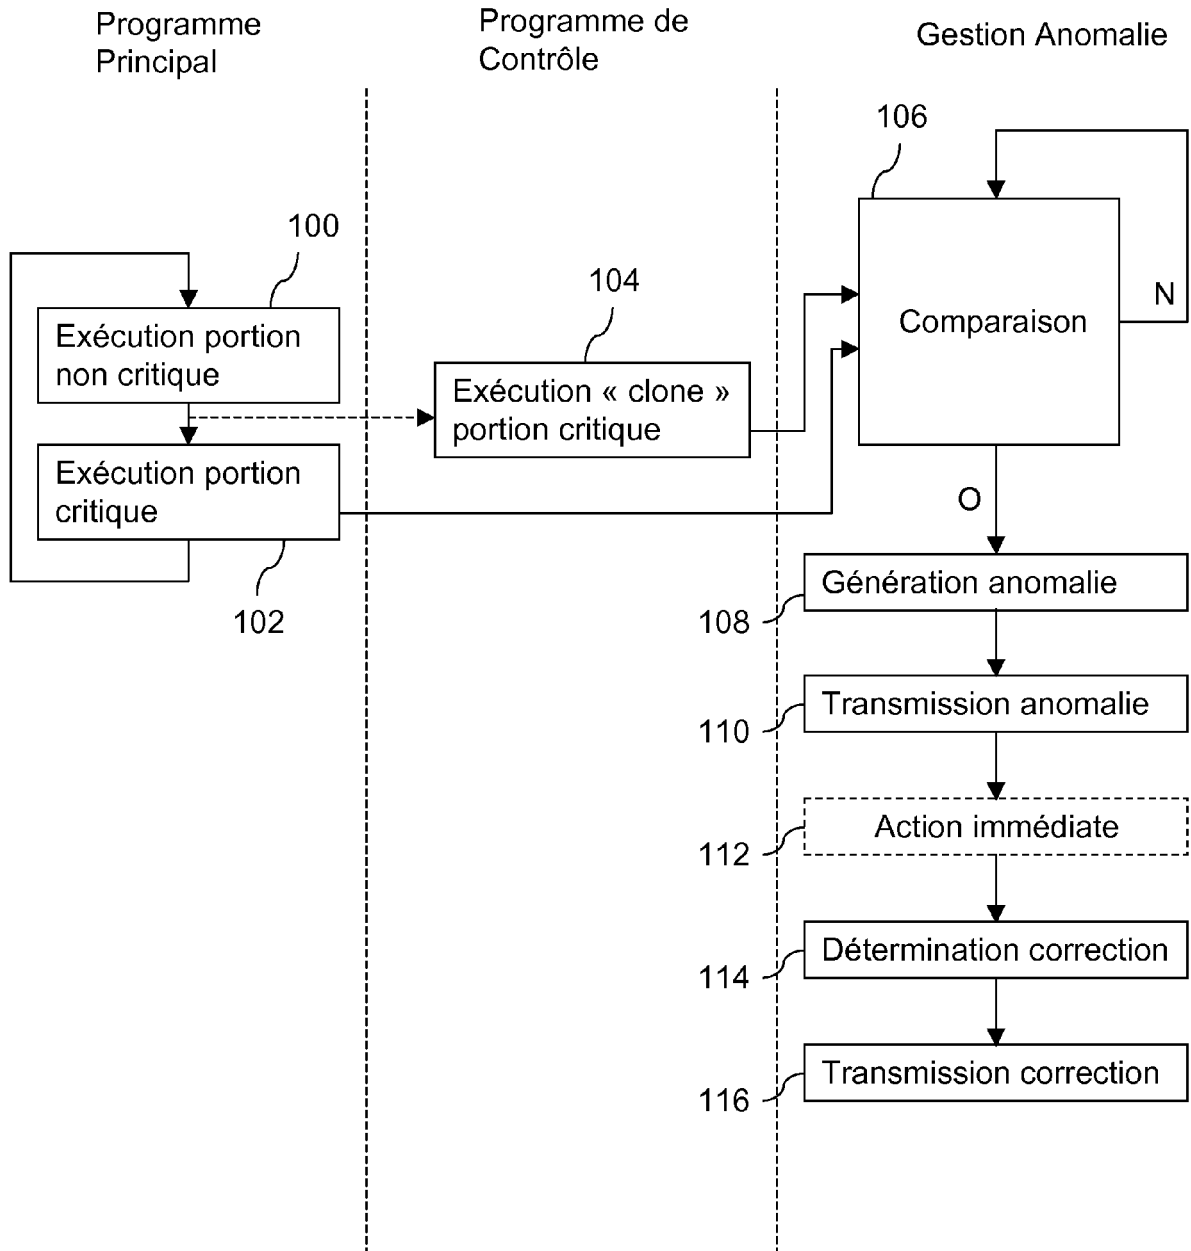 Programme
Principal
Programme de
Contrôle
Gestion Anomalie
106
100
104
N
Exécution portion
non critique
Comparaison
Exécution « clone »
portion critique
Exécution portion
critique
O
102
Génération anomalie
108
Transmission anomalie
110
Action immédiate
112
Détermination correction
114
Transmission correction
116